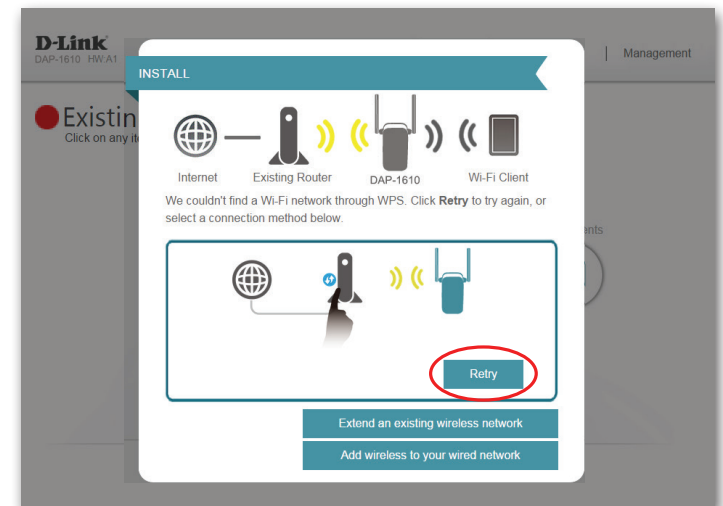 D-Link
DAP-1610 HW:A1
Management
INSTALL
Existin
Click on any it
Internet
Existing Router
DAP-1610
Wi-Fi Client
We couldn't find a Wi-Fi network through WPS. Click Retry to try again, or
select a connection method below.
ents
Retry
Extend an existing wireless network
Add wireless to your wired network